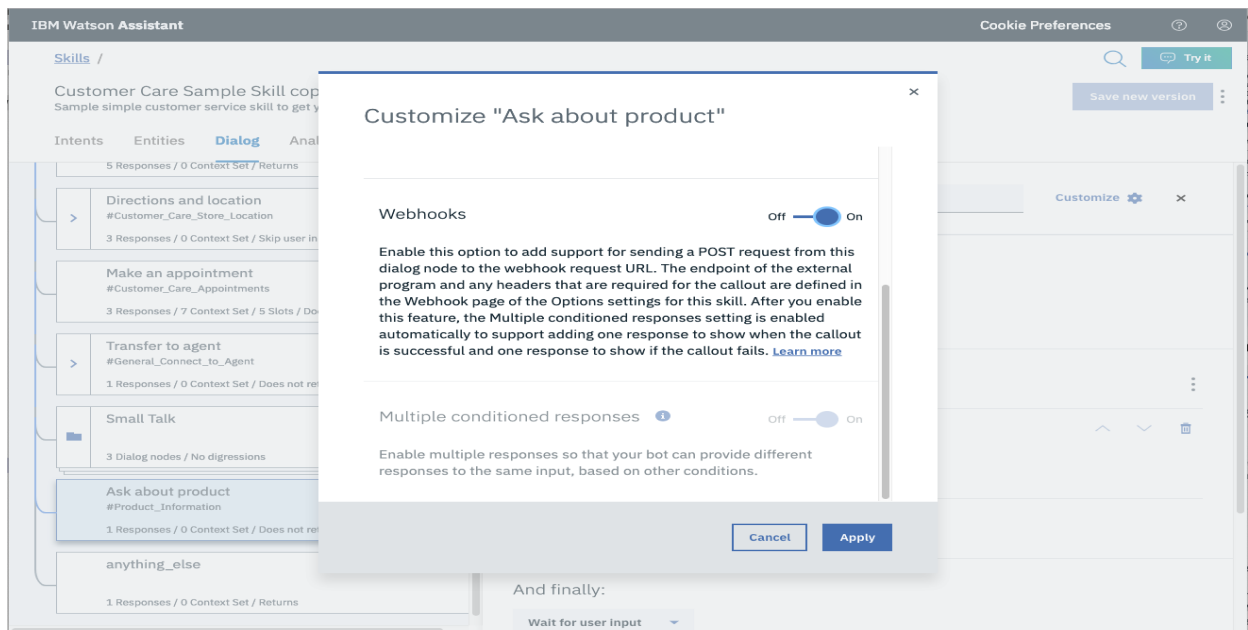 IBM Watson Assistant
Cookie Preferences
Skills /
Try it
Customer Care Sample Skill cop
Sample simple customer service skill to get y
Save new version
Intents Entities Dialog Anal
5 Responses / 0 Context Set / Returns
Directions and location
#Customer_Care_Store_Location
3 Responses / 0 Context Set / Skip user in
Make an appointment
#Customer_Care_Appointments
3 Responses / 7 Context Set / 5 Slots / Do
Transfer to agent
#General_Connect_to_Agent
1 Responses / 0 Context Set / Does not ret
Small Talk
3 Dialog nodes / No digressions
Ask about product
#Product_Information
1 Responses / 0 Context Set / Does not ret
anything_else
1 Responses / 0 Context Set / Returns
Customize "Ask about product"
Webhooks
Off On
Enable this option to add support for sending a POST request from this
dialog node to the webhook request URL. The endpoint of the external
program and any headers that are required for the callout are defined in
the Webhook page of the Options settings for this skill. After you enable
this feature, the Multiple conditioned responses setting is enabled
automatically to support adding one response to show when the callout
is successful and one response to show if the callout fails. Learn more
Multiple conditioned responses
Off On
Enable multiple responses so that your bot can provide different
responses to the same input, based on other conditions.
Cancel Apply
Customize
And finally:
Wait for user input